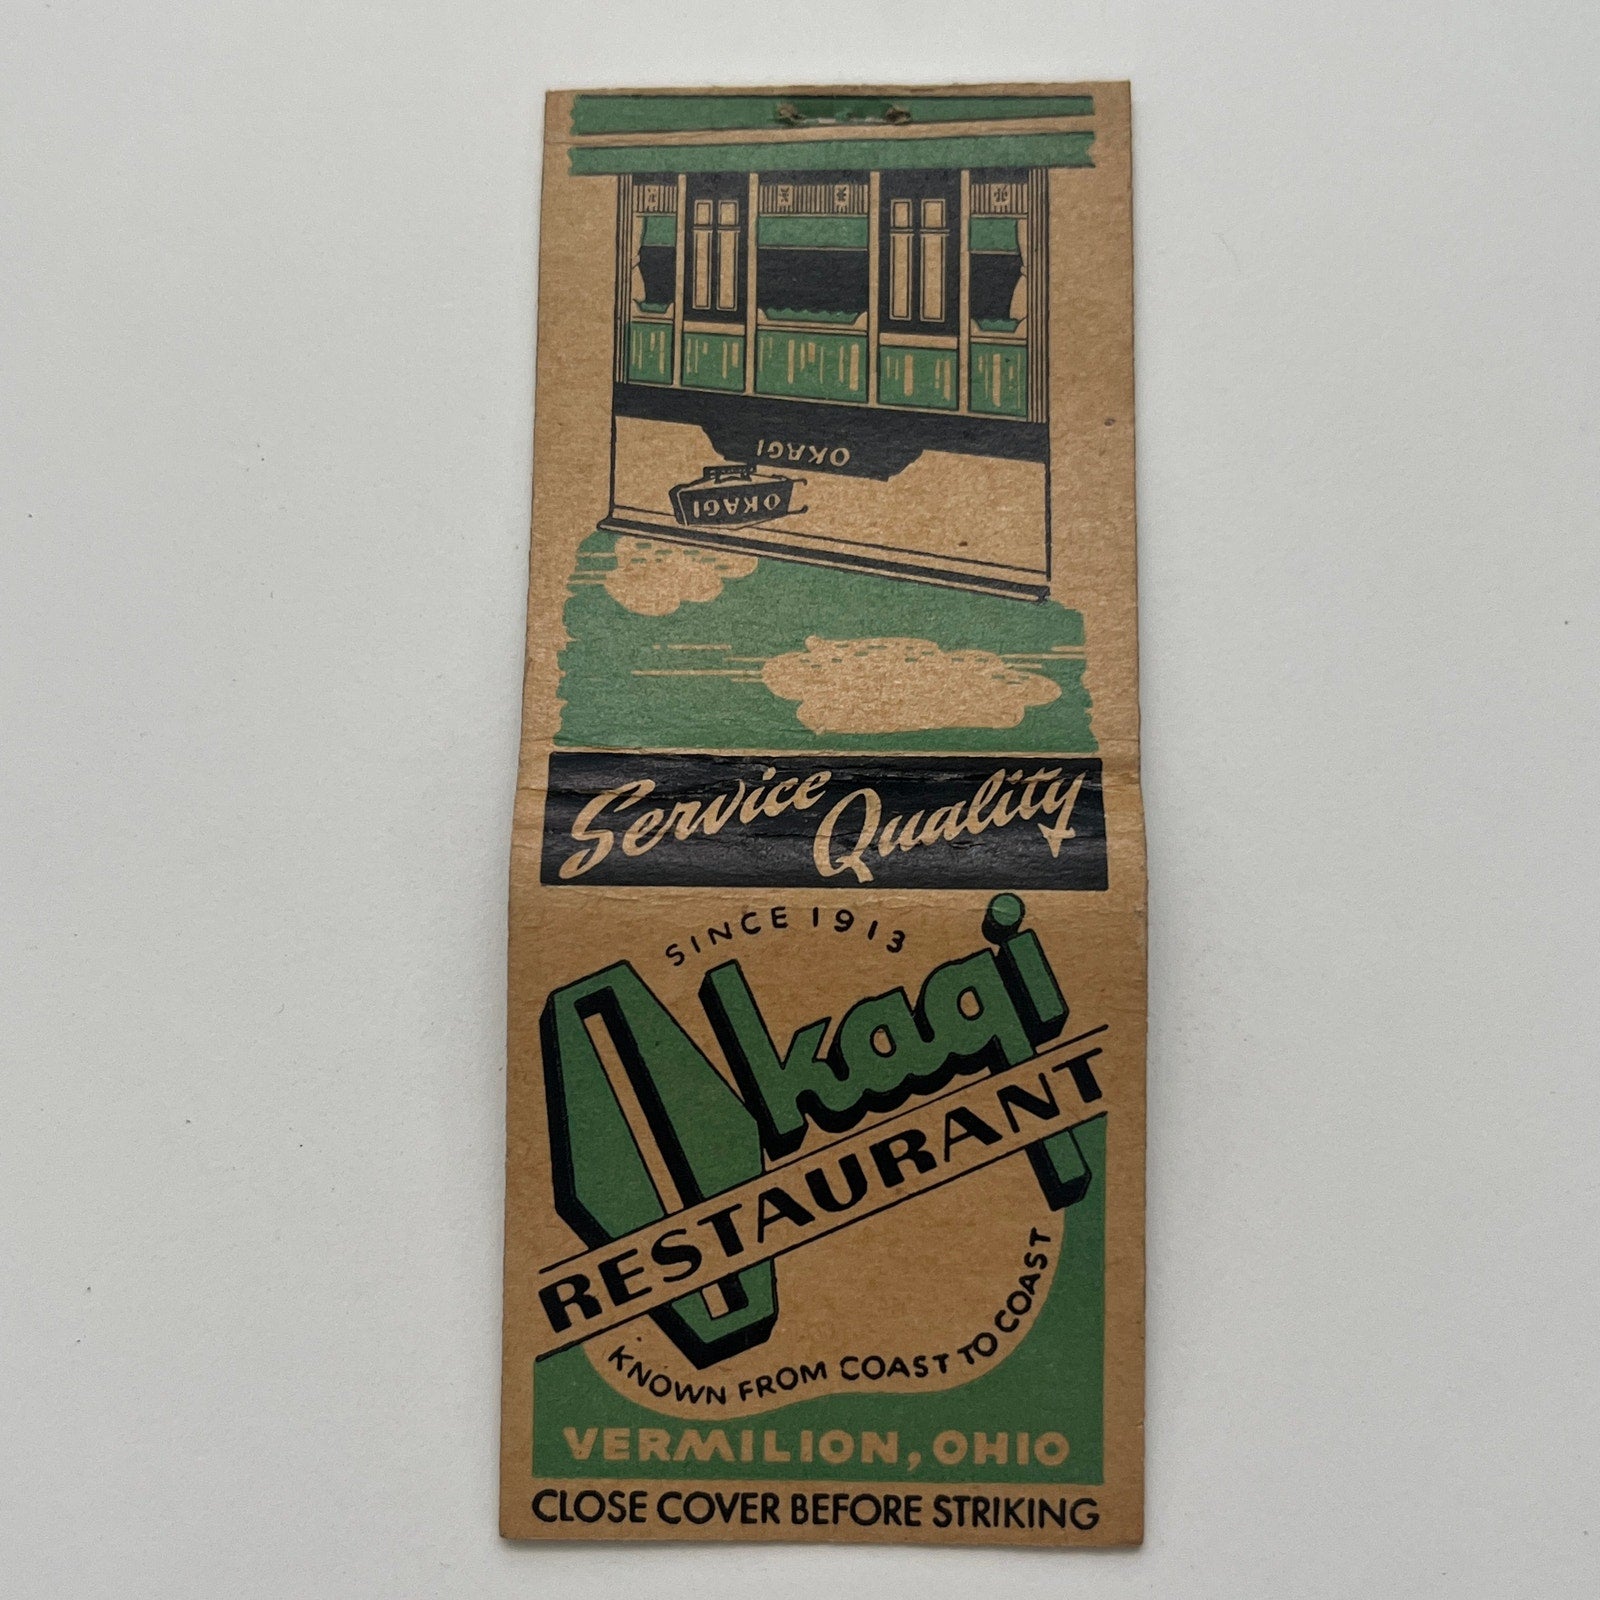 OKAGI
OKAGI
Service
Quality
SINCE 1913
Okagi
RESTAURANT
KNOWN FROM COAST TO COAST
VERMILION, OHIO
CLOSE COVER BEFORE STRIKING